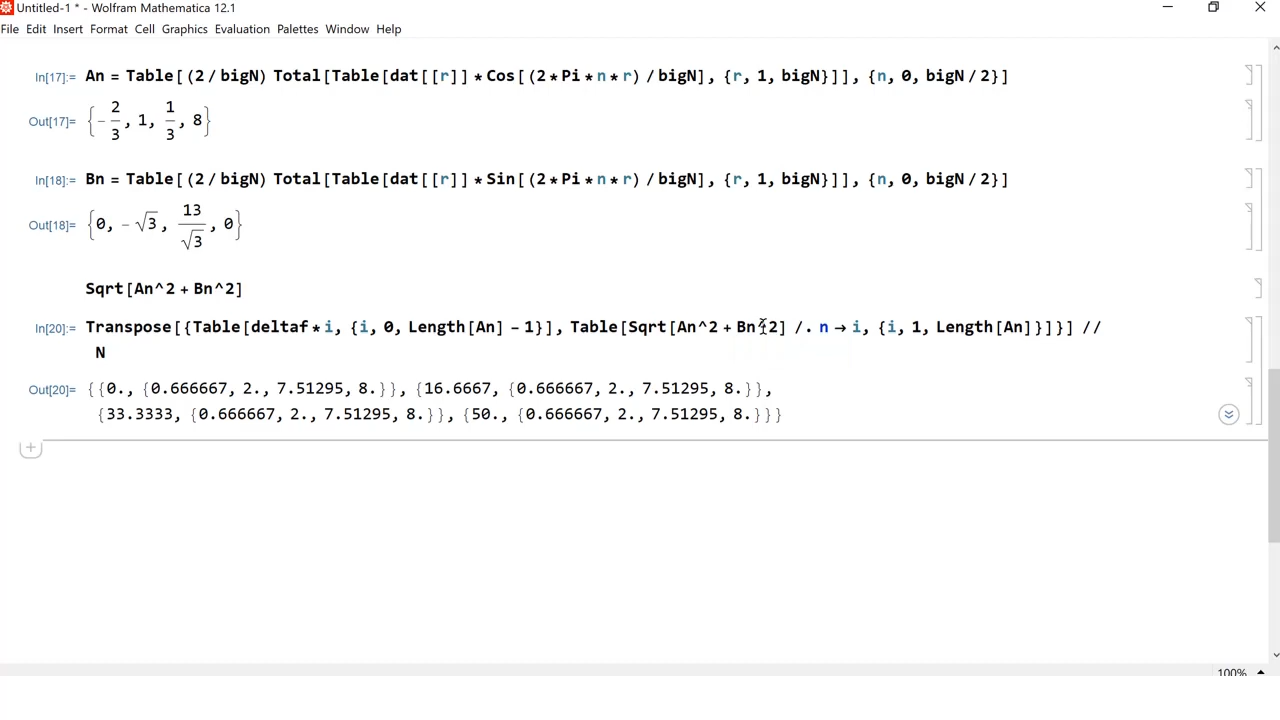 Untitled-1 * - Wolfram Mathematica 12.1
File Edit Insert Format Cell Graphics Evaluation Palettes Window Help
In[17]:= An = Table[(2/bigN) Total[Table[dat[[r]]*Cos[(2*Pi*n*r)/bigN], {r, 1, bigN}]], {n, 0, bigN/2}]
Out[17]= {-2/3, 1, 1/3, 8}
In[18]:= Bn = Table[(2/bigN) Total[Table[dat[[r]]*Sin[(2*Pi*n*r)/bigN], {r, 1, bigN}]], {n, 0, bigN/2}]
Out[18]= {0, -√3, 13/√3, 0}
Sqrt[An^2 + Bn^2]
In[20]:= Transpose[{Table[deltaf*i, {i, 0, Length[An] - 1}], Table[Sqrt[An^2 + Bn^2] /. n → i, {i, 1, Length[An]}]}] //
N
Out[20]= {{0., {0.666667, 2., 7.51295, 8.}}, {16.6667, {0.666667, 2., 7.51295, 8.}},
{33.3333, {0.666667, 2., 7.51295, 8.}}, {50., {0.666667, 2., 7.51295, 8.}}}
100%